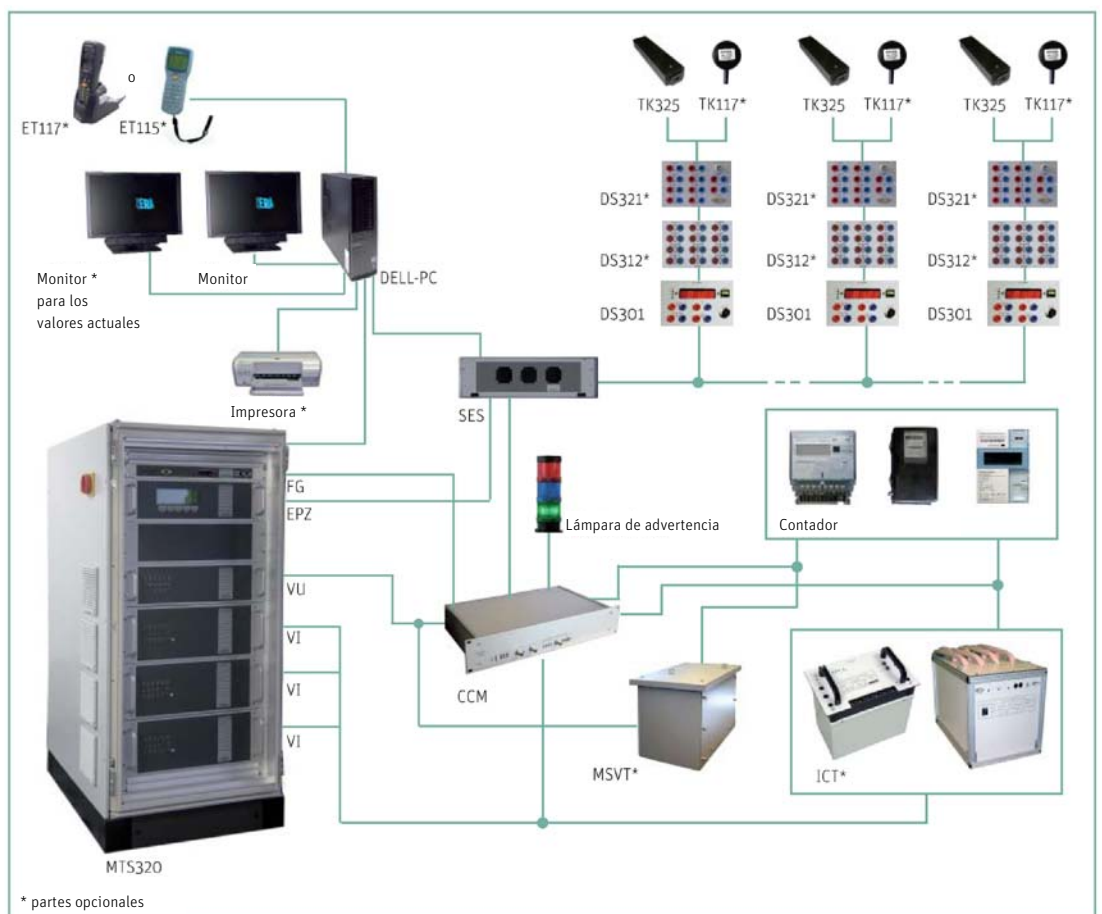 o
ET117*
ET115*
TK325
TK117*
TK325
TK117*
TK325
TK117*
DS321*
DS321*
DS321*
DS312*
DS312*
DS312*
DS301
DS301
DS301
Monitor *
para los
valores actuales
Monitor
DELL-PC
Impresora *
SES
FG
EPZ
Lámpara de advertencia
Contador
VU
VI
VI
VI
CCM
MSVT*
ICT*
MTS320
* partes opcionales